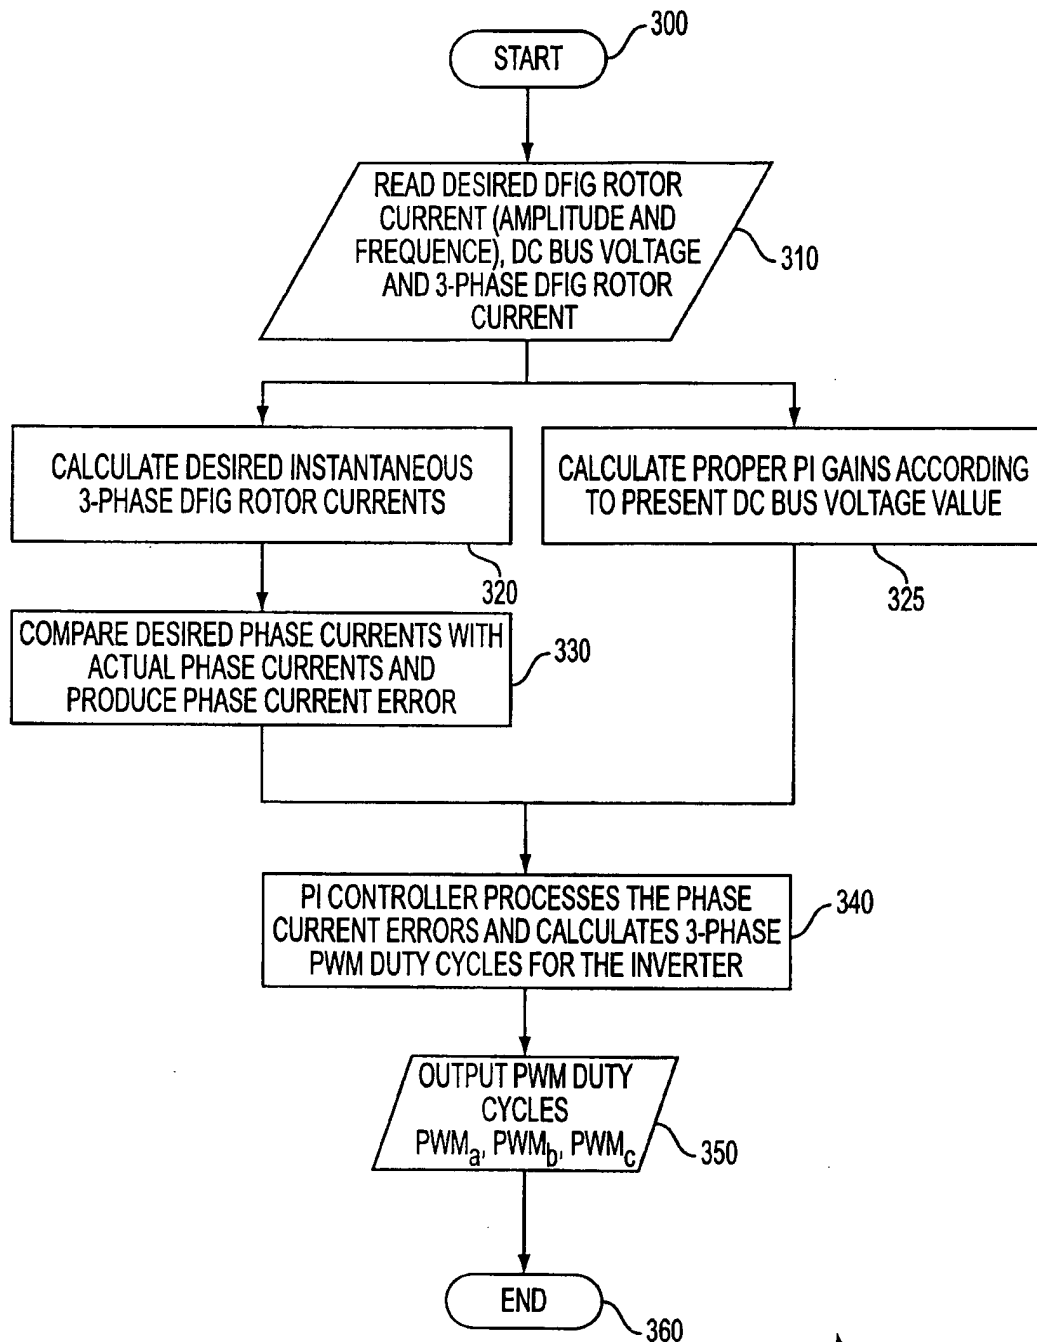 300
START
READ DESIRED DFIG ROTOR
CURRENT (AMPLITUDE AND
FREQUENCE), DC BUS VOLTAGE
AND 3-PHASE DFIG ROTOR
CURRENT
310
CALCULATE DESIRED INSTANTANEOUS
3-PHASE DFIG ROTOR CURRENTS
320
CALCULATE PROPER PI GAINS ACCORDING
TO PRESENT DC BUS VOLTAGE VALUE
325
COMPARE DESIRED PHASE CURRENTS WITH
ACTUAL PHASE CURRENTS AND
PRODUCE PHASE CURRENT ERROR
330
PI CONTROLLER PROCESSES THE PHASE
CURRENT ERRORS AND CALCULATES 3-PHASE
PWM DUTY CYCLES FOR THE INVERTER
340
OUTPUT PWM DUTY
CYCLES
PWMa, PWMb, PWMc
350
END
360